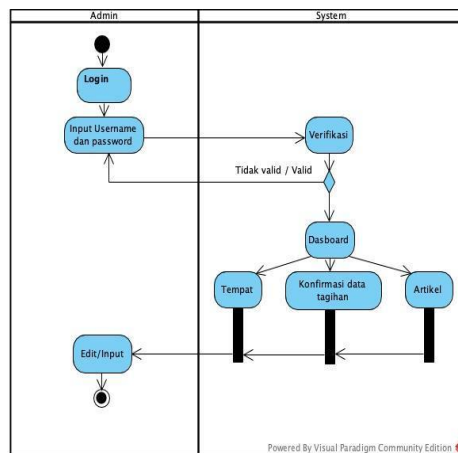 Admin
System
Login
Input Username
dan password
Verifikasi
Tidak valid / Valid
Dasboard
Tempat
Konfirmasi data
tagihan
Artikel
Edit/Input
Powered By Visual Paradigm Community Edition